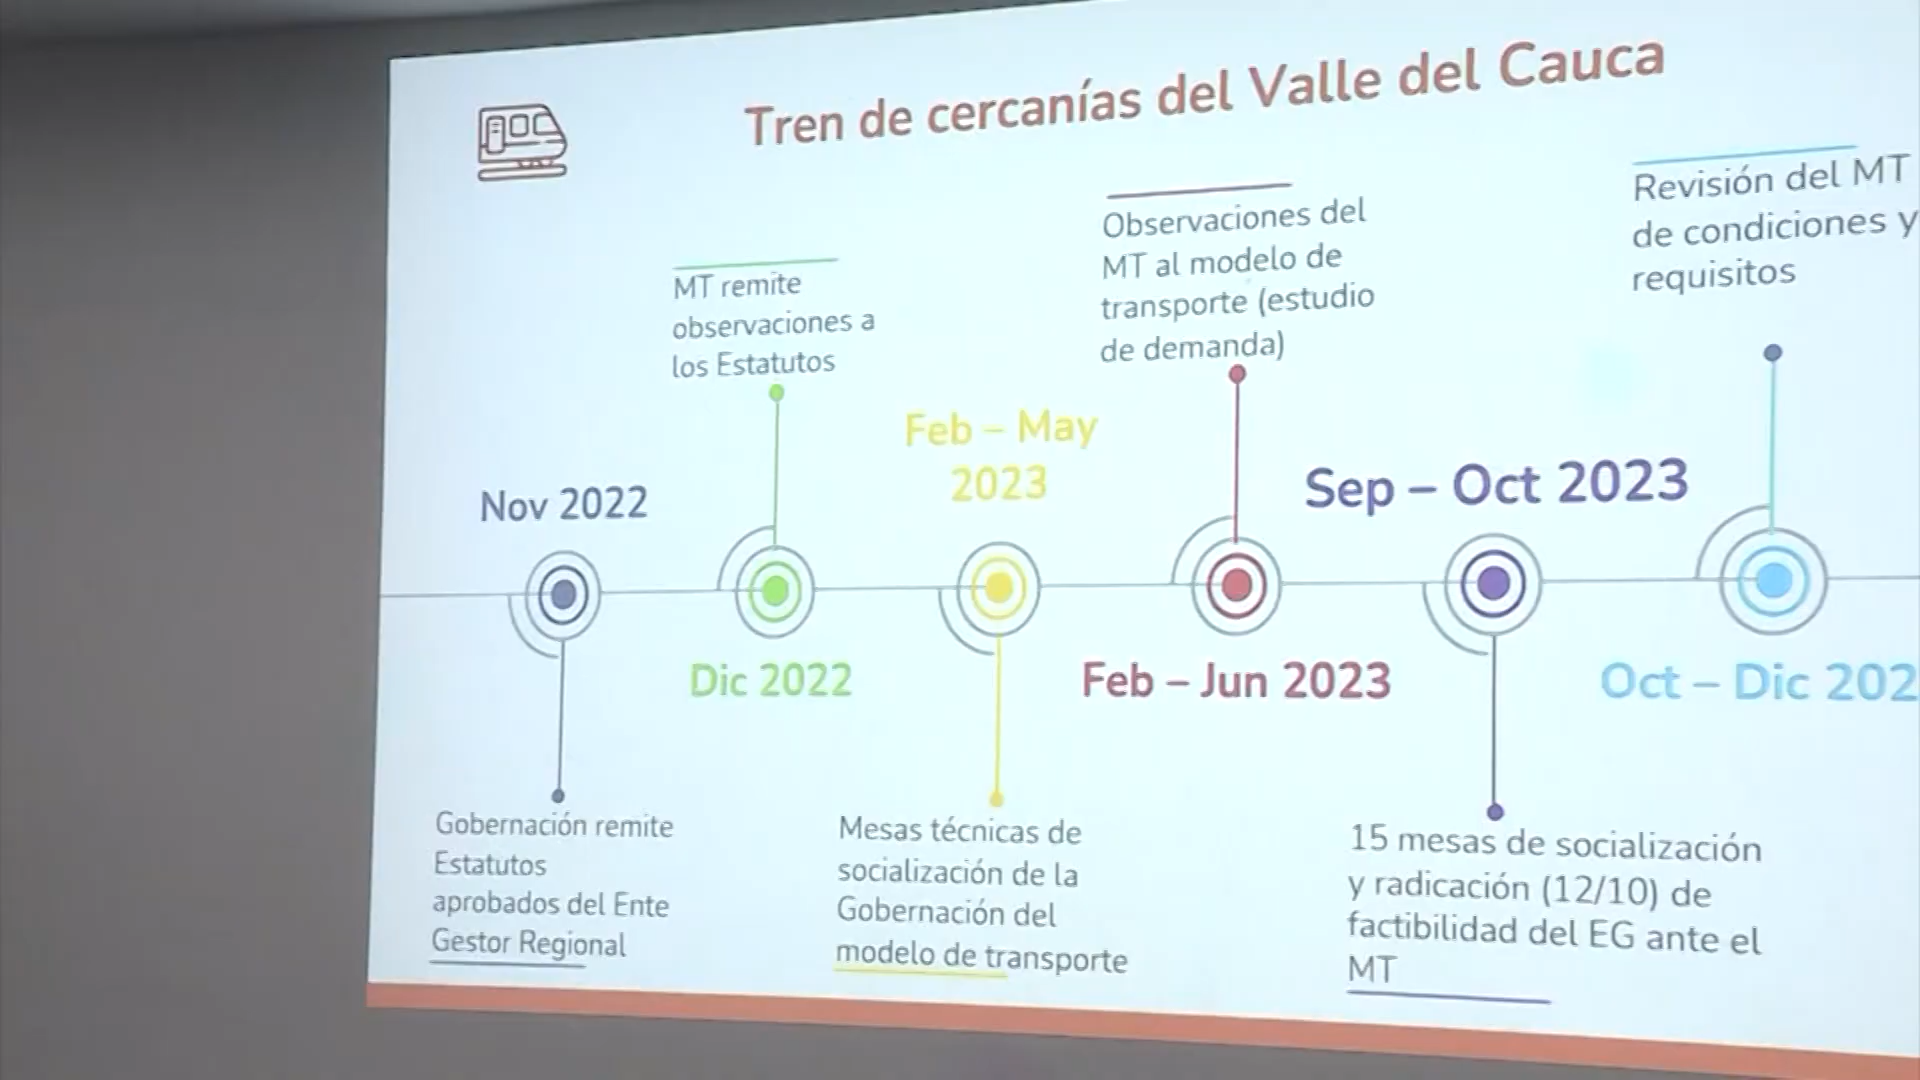 Tren de cercanías del Valle del Cauca
Nov 2022
Gobernación remite
Estatutos
aprobados del Ente
Gestor Regional
MT remite
observaciones a
los Estatutos
Dic 2022
Feb – May
2023
Mesas técnicas de
socialización de la
Gobernación del
modelo de transporte
Observaciones del
MT al modelo de
transporte (estudio
de demanda)
Feb – Jun 2023
Sep – Oct 2023
15 mesas de socialización
y radicación (12/10) de
factibilidad del EG ante el
MT
Revisión del MT
de condiciones y
requisitos
Oct – Dic 202